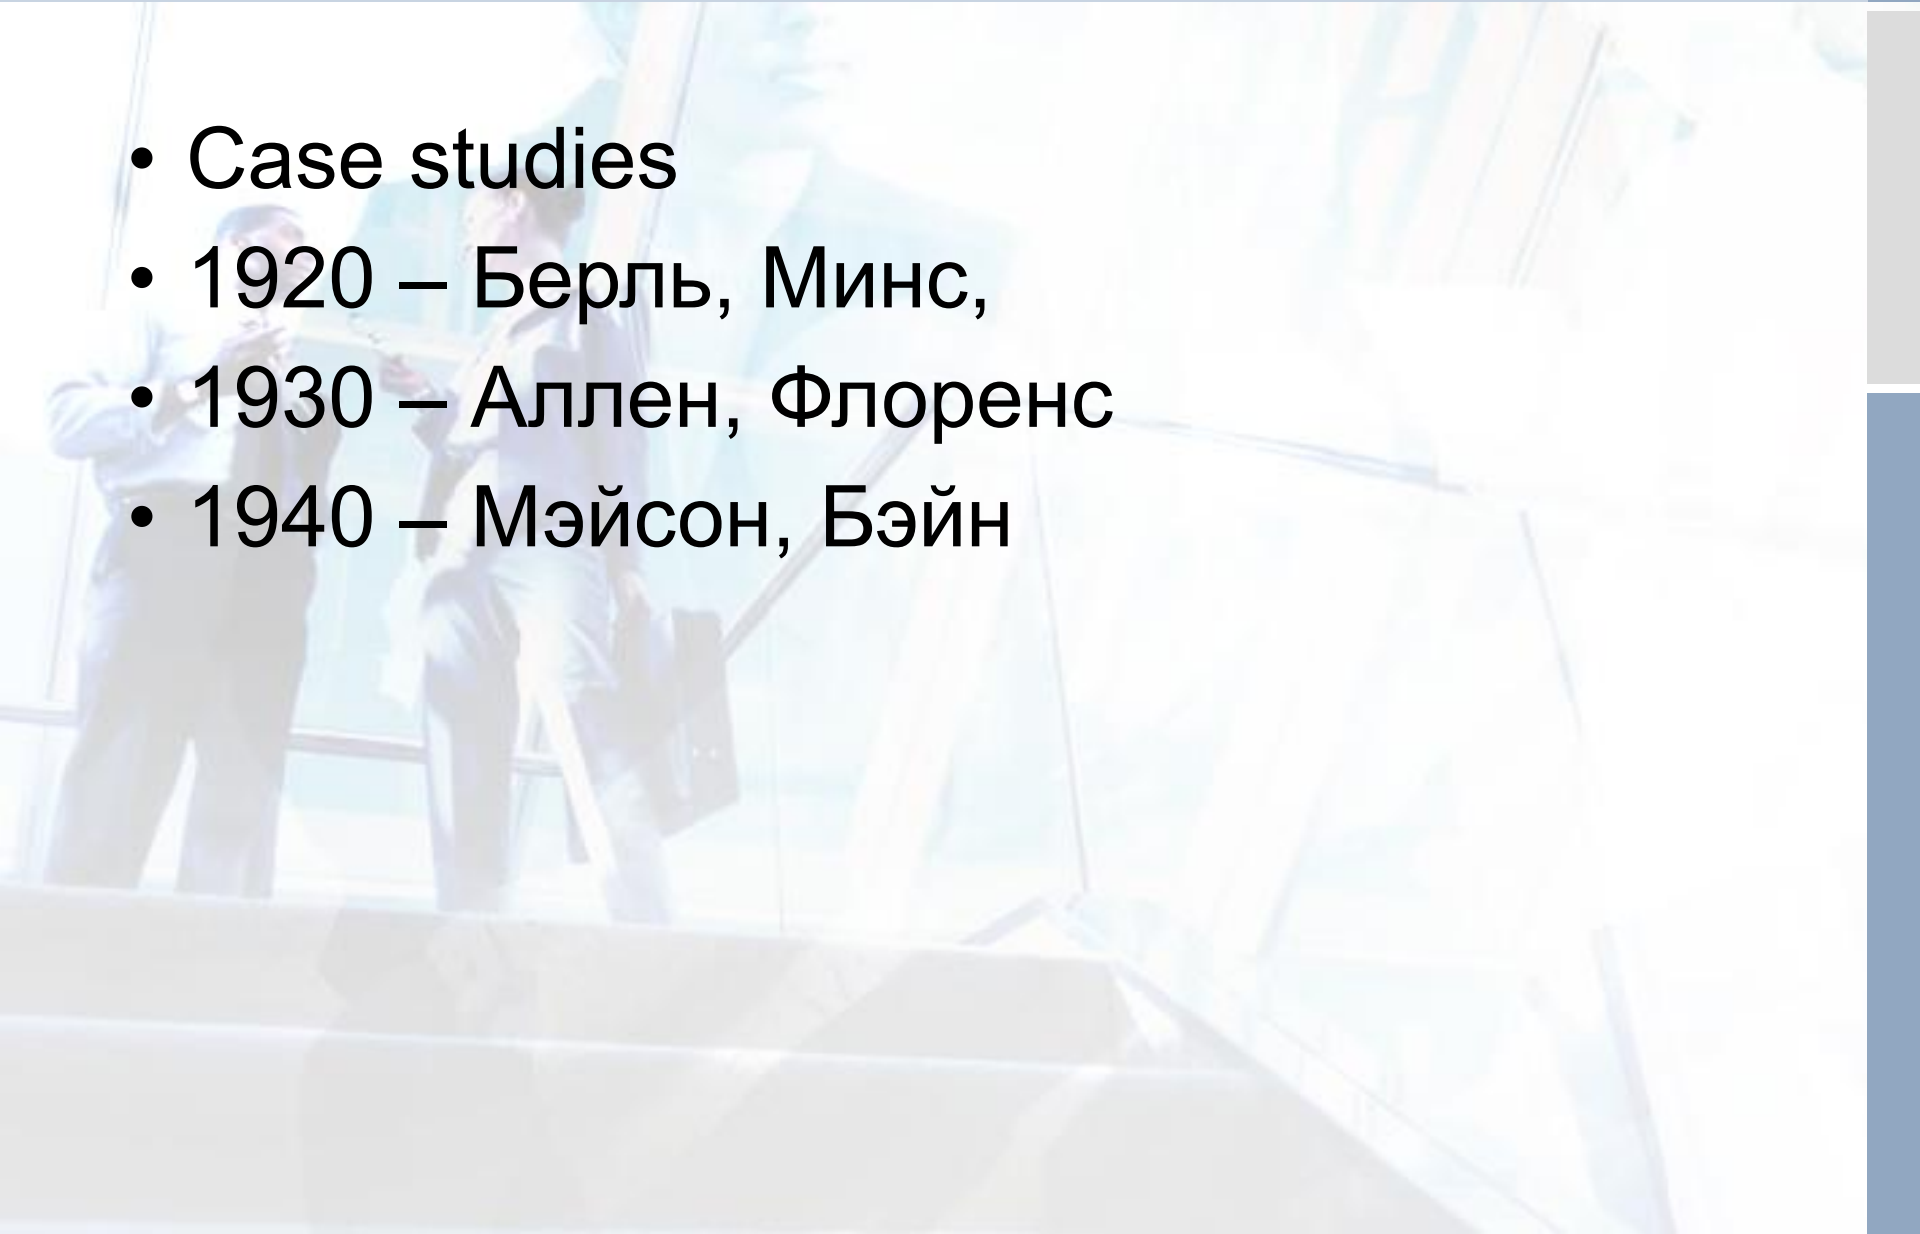 • Case studies
• 1920 – Берль, Минс,
• 1930 – Аллен, Флоренс
• 1940 – Мэйсон, Бэйн